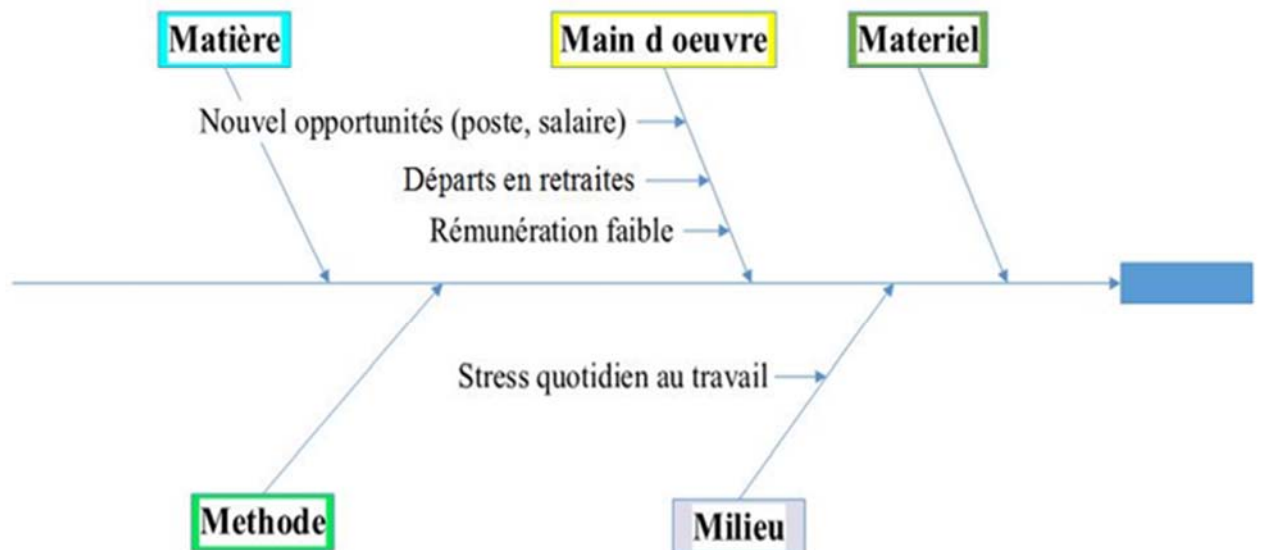 Matière
Main d oeuvre
Materiel
Nouvel opportunités (poste, salaire)
Départs en retraites
Rémunération faible
Stress quotidien au travail
Methode
Milieu